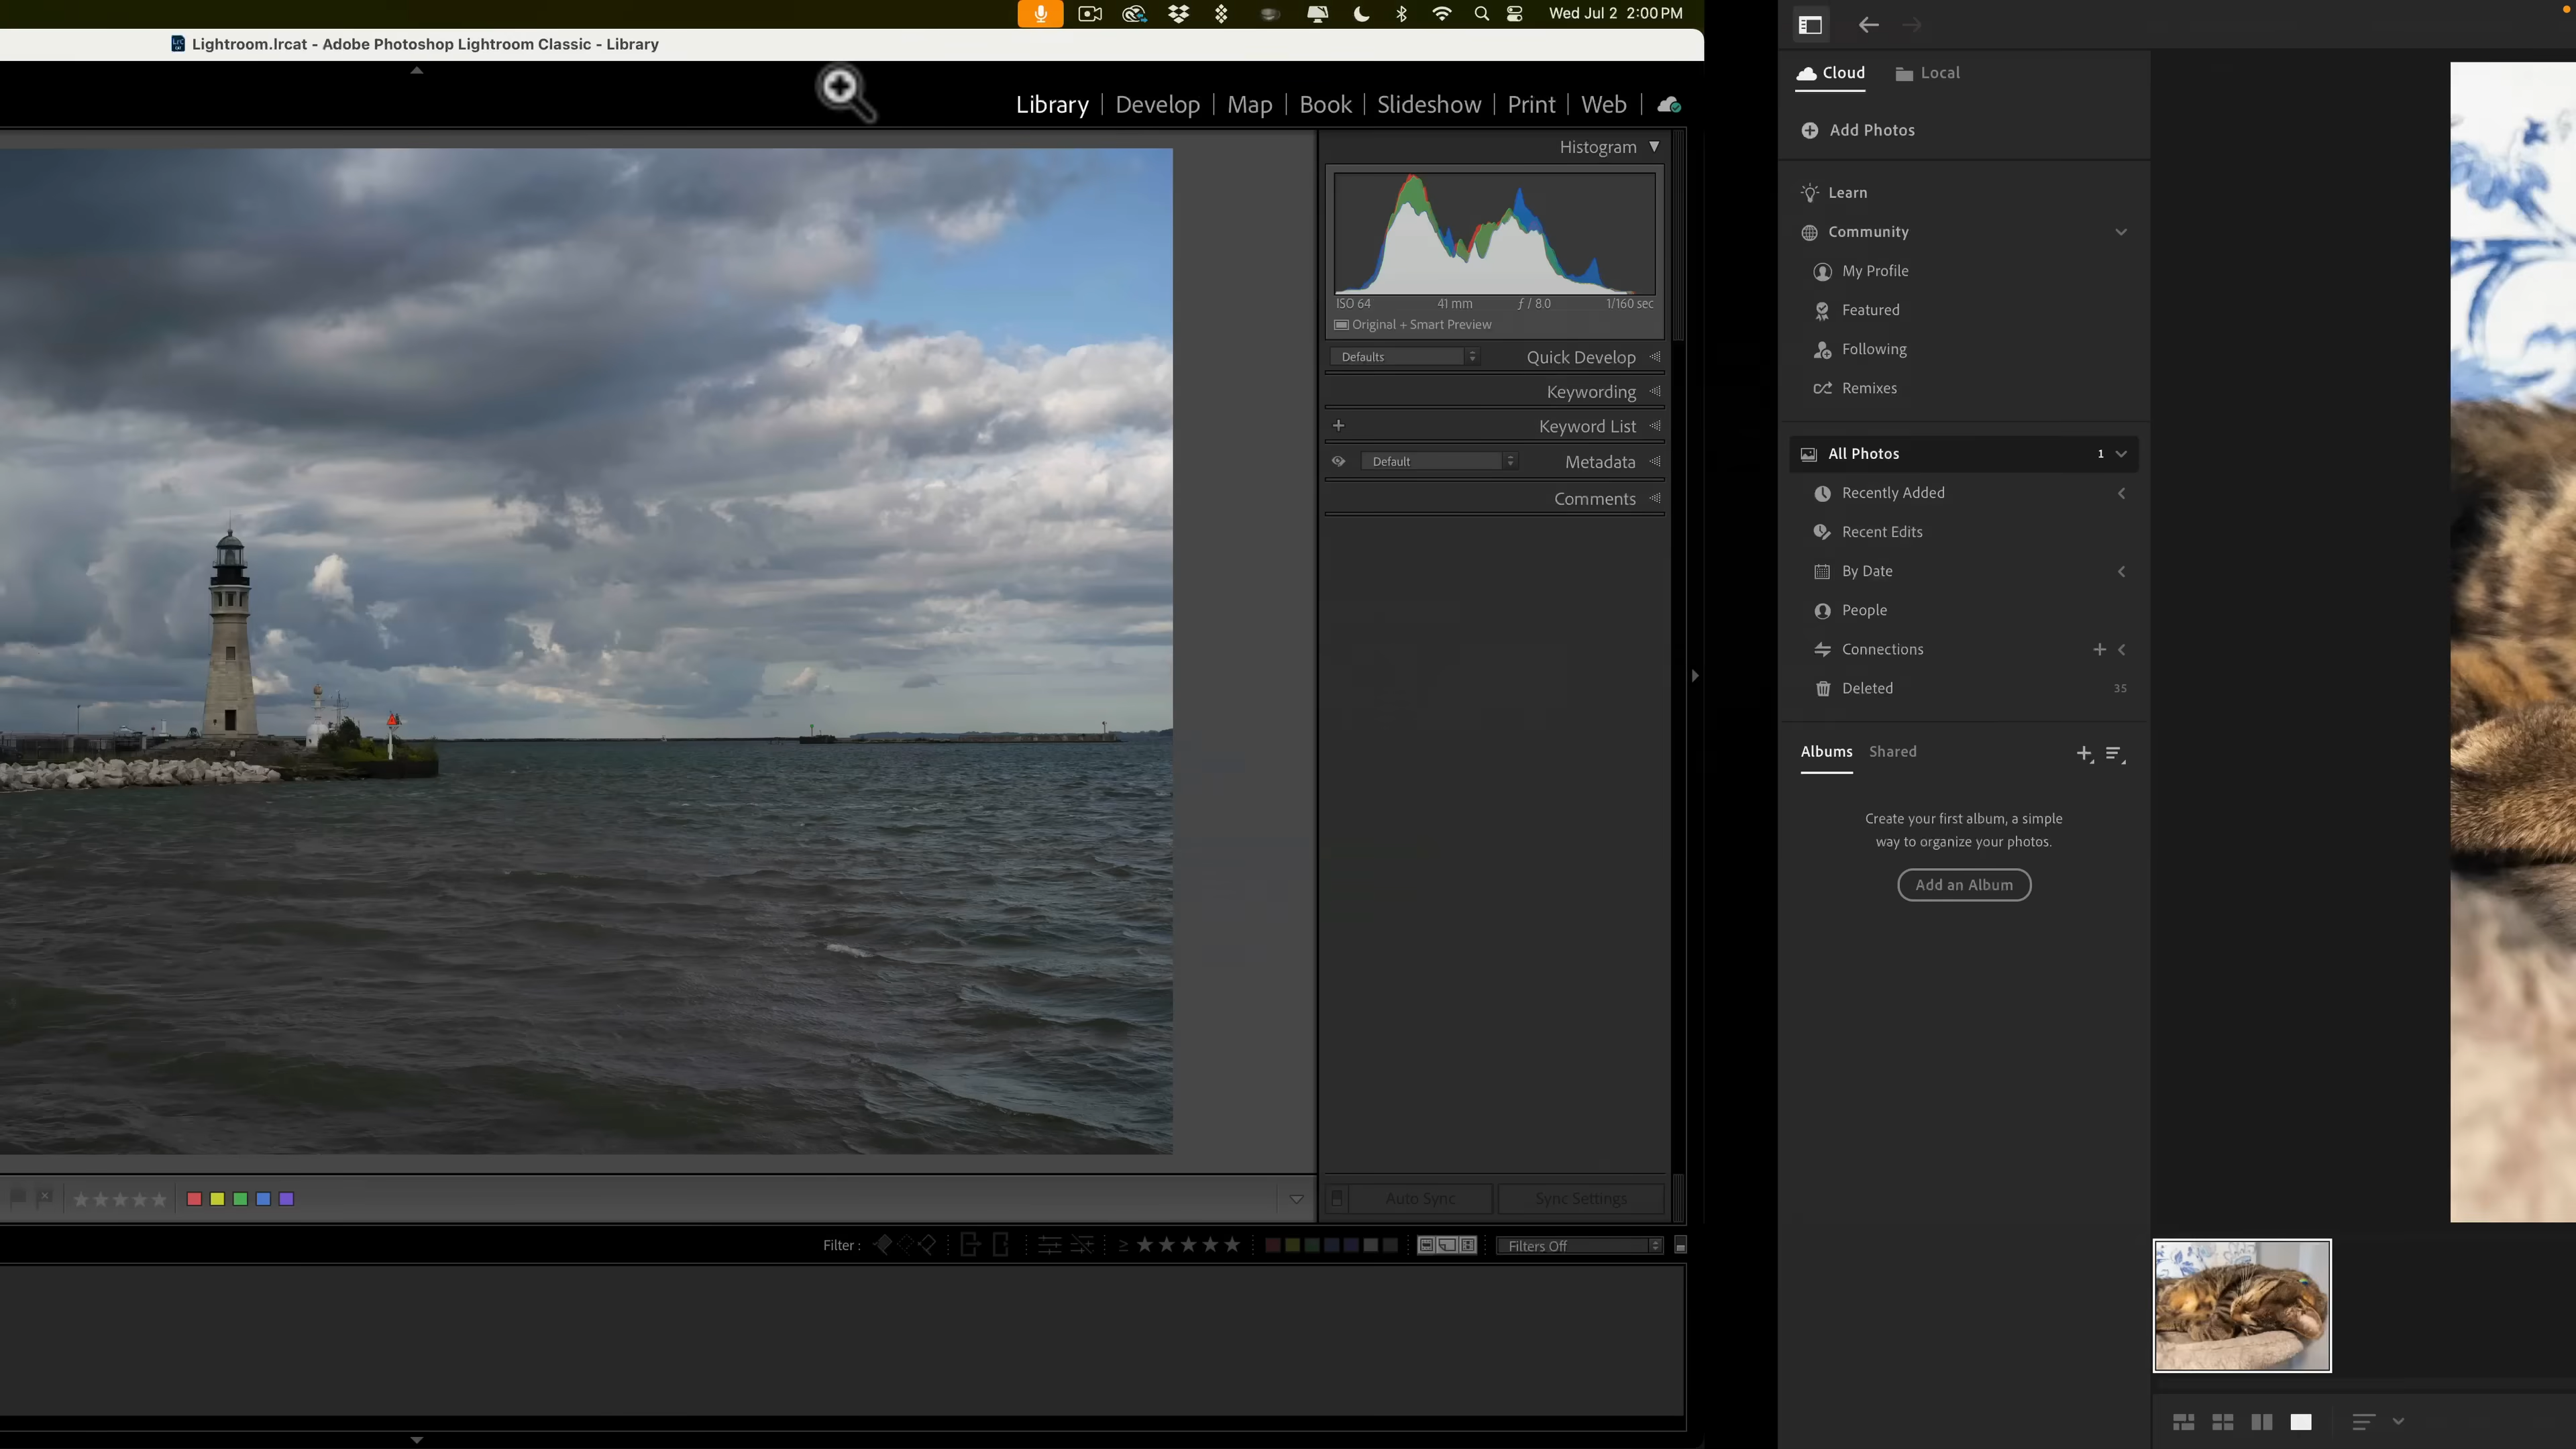 Wed Jul 2 2:00 PM
Lightroom.lrcat - Adobe Photoshop Lightroom Classic - Library
Library | Develop | Map | Book | Slideshow | Print | Web |
Histogram
ISO 64 41 mm ƒ / 8.0 1/160 sec
Original + Smart Preview
Defaults Quick Develop
Keywording
Keyword List
Default Metadata
Comments
Auto Sync Sync Settings
Filter : Filters Off
Cloud Local
Add Photos
Learn
Community
My Profile
Featured
Following
Remixes
All Photos 1
Recently Added
Recent Edits
By Date
People
Connections
Deleted 35
Albums Shared
Create your first album, a simple
way to organize your photos.
Add an Album